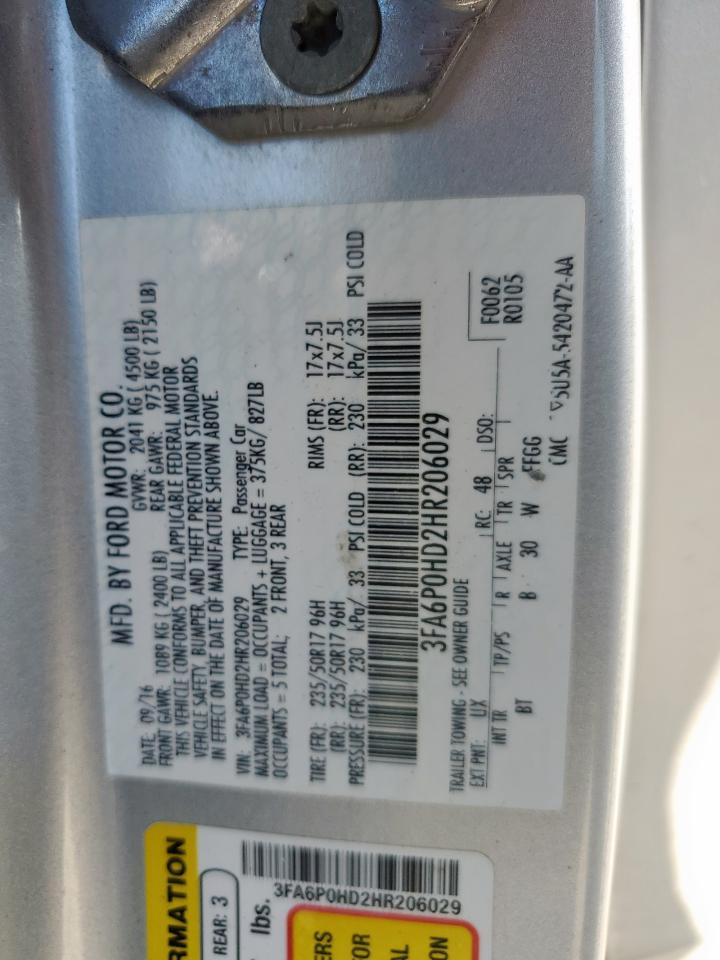 MFD. BY FORD MOTOR CO.
DATE: 09/16 GVWR: 2041 KG ( 4500 LB)
FRONT GAWR: 1089 KG ( 2400 LB) REAR GAWR: 975 KG ( 2150 LB)
THIS VEHICLE CONFORMS TO ALL APPLICABLE FEDERAL MOTOR
VEHICLE SAFETY, BUMPER, AND THEFT PREVENTION STANDARDS
IN EFFECT ON THE DATE OF MANUFACTURE SHOWN ABOVE.
VIN: 3FA6P0HD2HR206029 TYPE: Passenger Car
MAXIMUM LOAD = OCCUPANTS + LUGGAGE = 375KG/ 827LB
OCCUPANTS = 5 TOTAL; 2 FRONT, 3 REAR
TIRE (FR): 235/50R17 96H RIMS (FR): 17x7.5J
(RR): 235/50R17 96H (RR): 17x7.5J
PRESSURE (FR): 230 kPa/ 33 PSI COLD (RR): 230 kPa/ 33 PSI COLD
3FA6P0HD2HR206029
TRAILER TOWING - SEE OWNER GUIDE
EXT PNT: UX RC: 48 DSO: F0062
R0105
INT TR TP/PS R AXLE TR SPR
BT B 30 W FFGG
CMC 5U5A-5420472-AA
RMATION
REAR: 3
lbs.
3FA6P0HD2HR206029
ERS
TOR
AL
ON